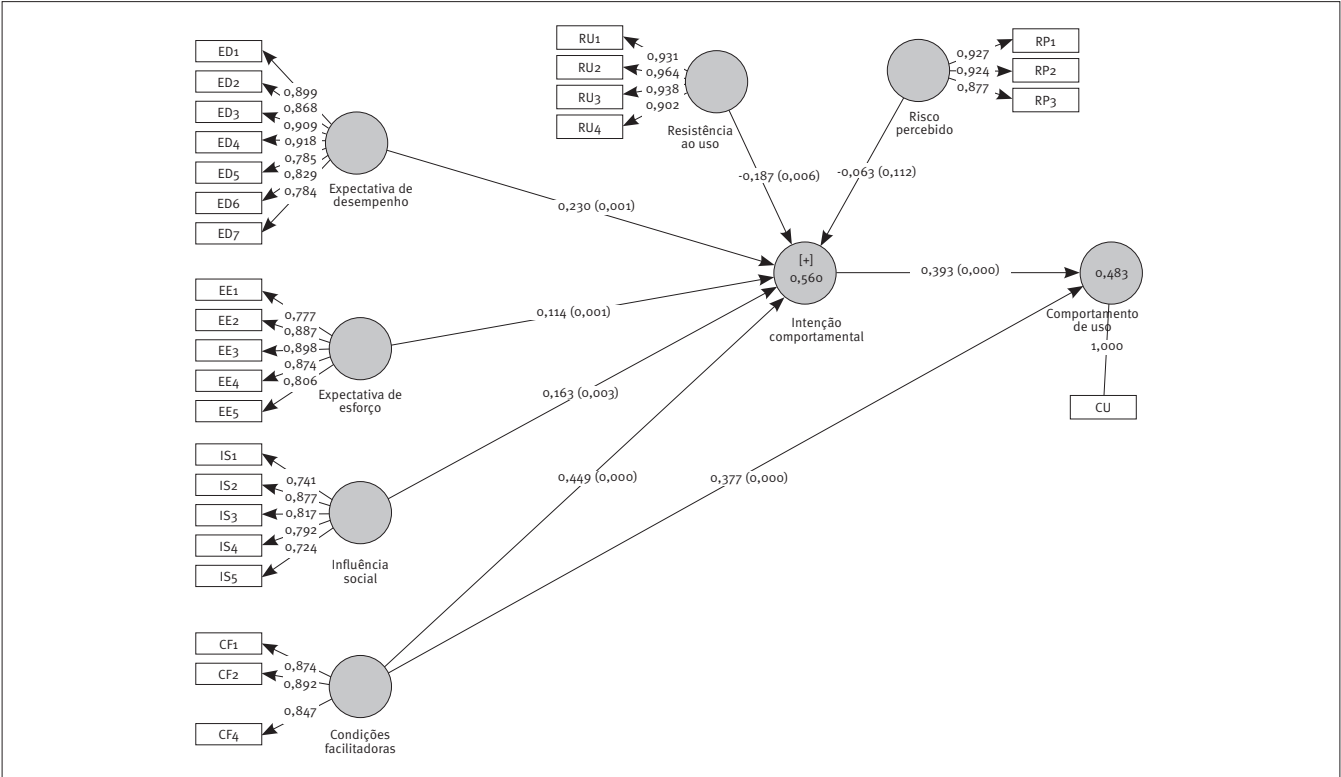 ED1
ED2
ED3
ED4
ED5
ED6
ED7
0,899
0,868
0,909
0,918
0,785
0,829
0,784
Expectativa de
desempenho
RU1
RU2
RU3
RU4
0,931
0,964
0,938
0,902
Resistência
ao uso
RP1
RP2
RP3
0,927
0,924
0,877
Risco
percebido
-0,187 (0,006)
-0,063 (0,112)
0,230 (0,001)
[+]
0,560
Intenção
comportamental
0,393 (0,000)
0,483
Comportamento
de uso
1,000
CU
EE1
EE2
EE3
EE4
EE5
0,777
0,887
0,898
0,874
0,806
Expectativa de
esforço
0,114 (0,001)
0,163 (0,003)
IS1
IS2
IS3
IS4
IS5
0,741
0,877
0,817
0,792
0,724
Influência
social
0,449 (0,000)
0,377 (0,000)
CF1
CF2
CF4
0,874
0,892
0,847
Condições
facilitadoras